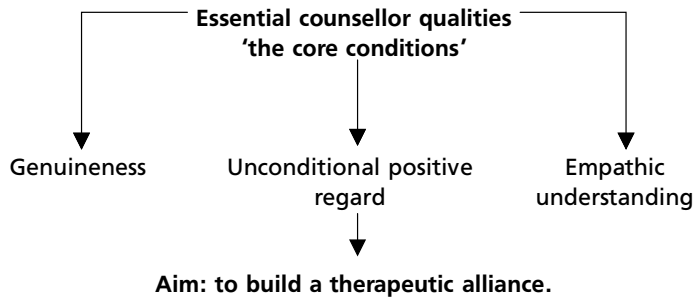 Essential counsellor qualities
‘the core conditions’
Genuineness
Unconditional positive
regard
Empathic
understanding
Aim: to build a therapeutic alliance.